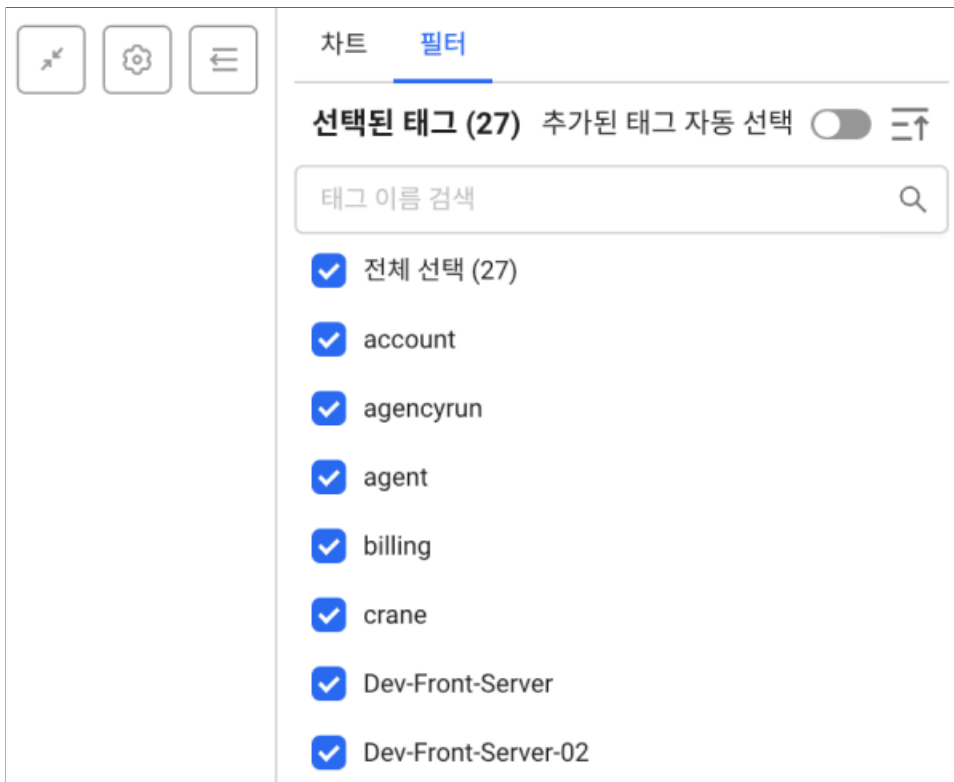 차트 필터
선택된 태그 (27) 추가된 태그 자동 선택
태그 이름 검색
전체 선택 (27)
account
agencyrun
agent
billing
crane
Dev-Front-Server
Dev-Front-Server-02